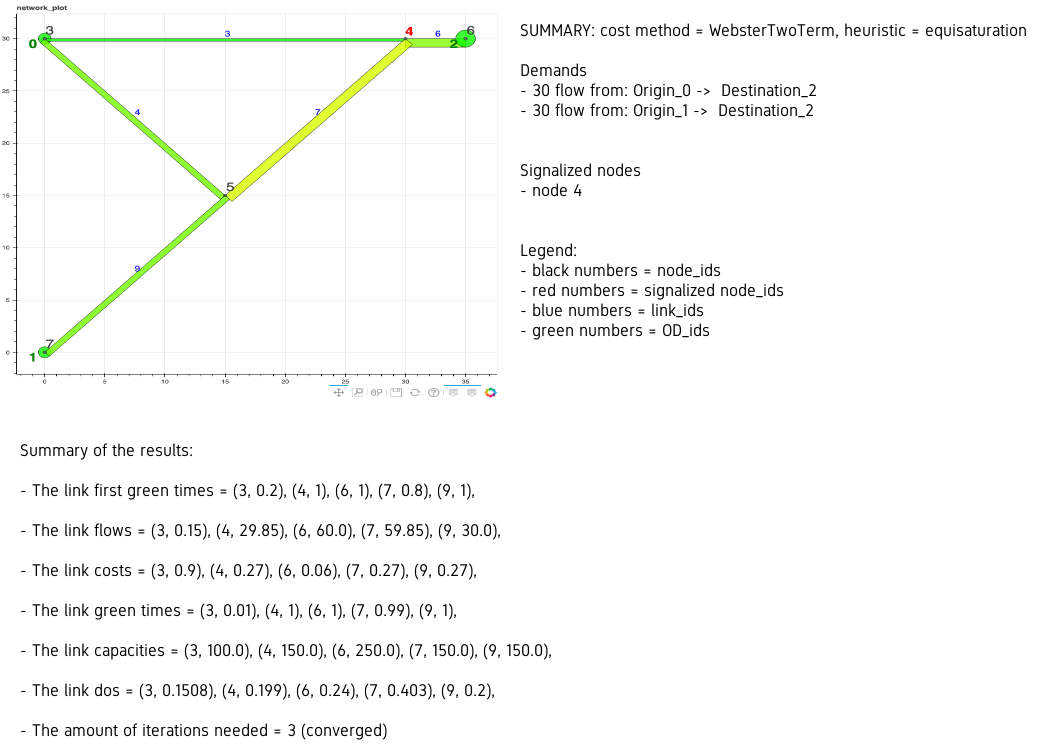 network_plot
30
25
20
15
10
5
0
0
5
10
15
20
25
30
35
3
0
3
4
6
6
2
4
7
5
9
7
1
SUMMARY: cost method = WebsterTwoTerm, heuristic = equisaturation
Demands
- 30 flow from: Origin_0 -> Destination_2
- 30 flow from: Origin_1 -> Destination_2
Signalized nodes
- node 4
Legend:
- black numbers = node_ids
- red numbers = signalized node_ids
- blue numbers = link_ids
- green numbers = OD_ids
Summary of the results:
- The link first green times = (3, 0.2), (4, 1), (6, 1), (7, 0.8), (9, 1),
- The link flows = (3, 0.15), (4, 29.85), (6, 60.0), (7, 59.85), (9, 30.0),
- The link costs = (3, 0.9), (4, 0.27), (6, 0.06), (7, 0.27), (9, 0.27),
- The link green times = (3, 0.01), (4, 1), (6, 1), (7, 0.99), (9, 1),
- The link capacities = (3, 100.0), (4, 150.0), (6, 250.0), (7, 150.0), (9, 150.0),
- The link dos = (3, 0.1508), (4, 0.199), (6, 0.24), (7, 0.403), (9, 0.2),
- The amount of iterations needed = 3 (converged)